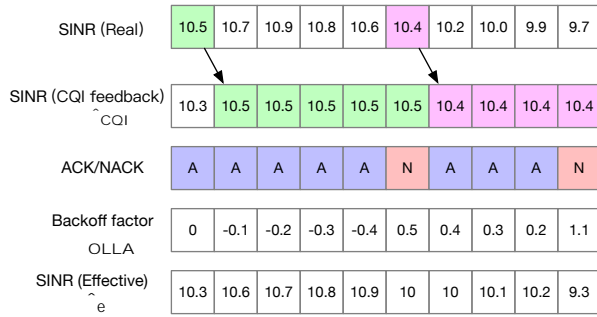 SINR (Real) 10.5 10.7 10.9 10.8 10.6 10.4 10.2 10.0 9.9 9.7
SINR (CQI feedback) 10.3 10.5 10.5 10.5 10.5 10.5 10.4 10.4 10.4 10.4
ˆCQI
ACK/NACK A A A A A N A A A N
Backoff factor 0 -0.1 -0.2 -0.3 -0.4 0.5 0.4 0.3 0.2 1.1
OLLA
SINR (Effective) 10.3 10.6 10.7 10.8 10.9 10 10 10.1 10.2 9.3
ˆe